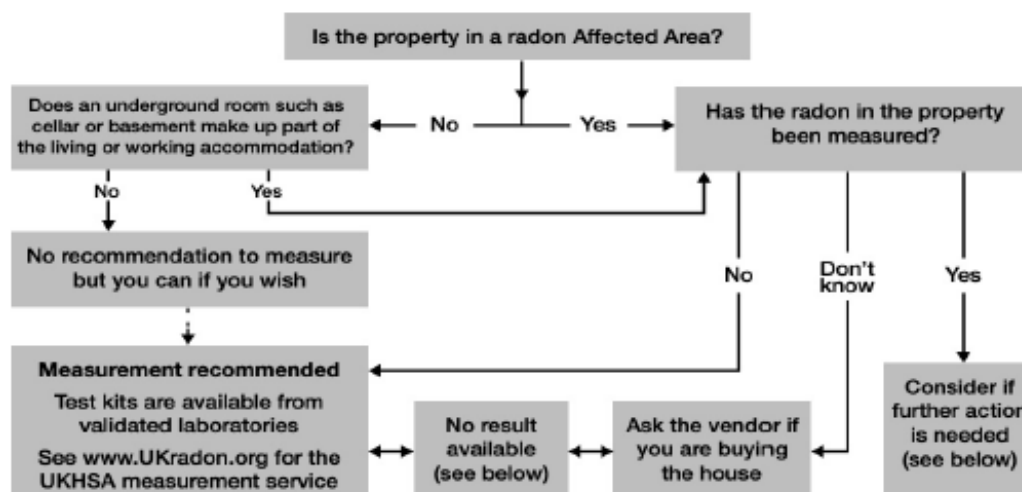 Is the property in a radon Affected Area?
Does an underground room such as
cellar or basement make up part of
the living or working accommodation?
No
Yes
Has the radon in the property
been measured?
No
Yes
No recommendation to measure
but you can if you wish
No
Don't
know
Yes
Measurement recommended
Test kits are available from
validated laboratories
See www.UKradon.org for the
UKHSA measurement service
No result
available
(see below)
Ask the vendor if
you are buying
the house
Consider if
further action
is needed
(see below)